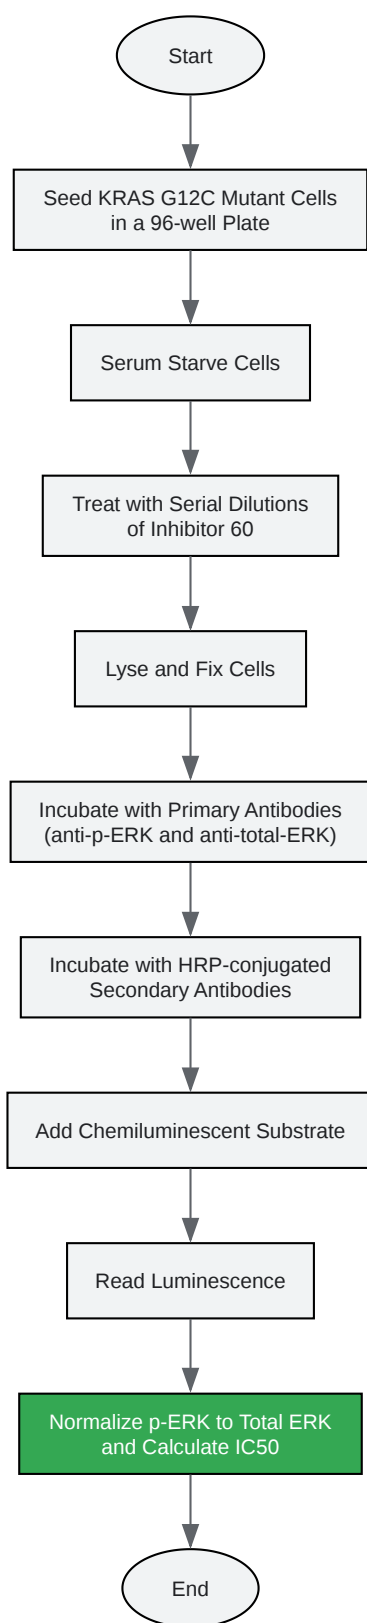 Start
Seed KRAS G12C Mutant Cells
in a 96-well Plate
Serum Starve Cells
Treat with Serial Dilutions
of Inhibitor 60
Lyse and Fix Cells
Incubate with Primary Antibodies
(anti-p-ERK and anti-total-ERK)
Incubate with HRP-conjugated
Secondary Antibodies
Add Chemiluminescent Substrate
Read Luminescence
Normalize p-ERK to Total ERK
and Calculate IC50
End